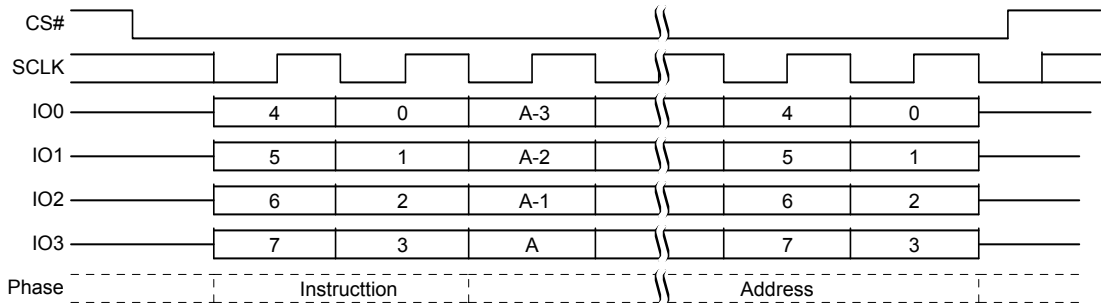 CS#
SCLK
IO0 4 0 A-3 4 0
IO1 5 1 A-2 5 1
IO2 6 2 A-1 6 2
IO3 7 3 A 7 3
Phase Instructtion Address